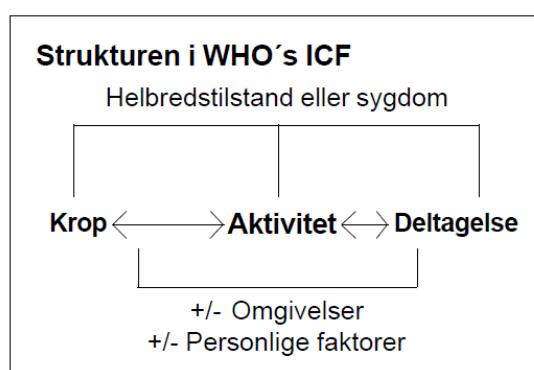 Strukturen i WHO´s ICF
Helbredstilstand eller sygdom
Krop Aktivitet Deltagelse
+/- Omgivelser
+/- Personlige faktorer